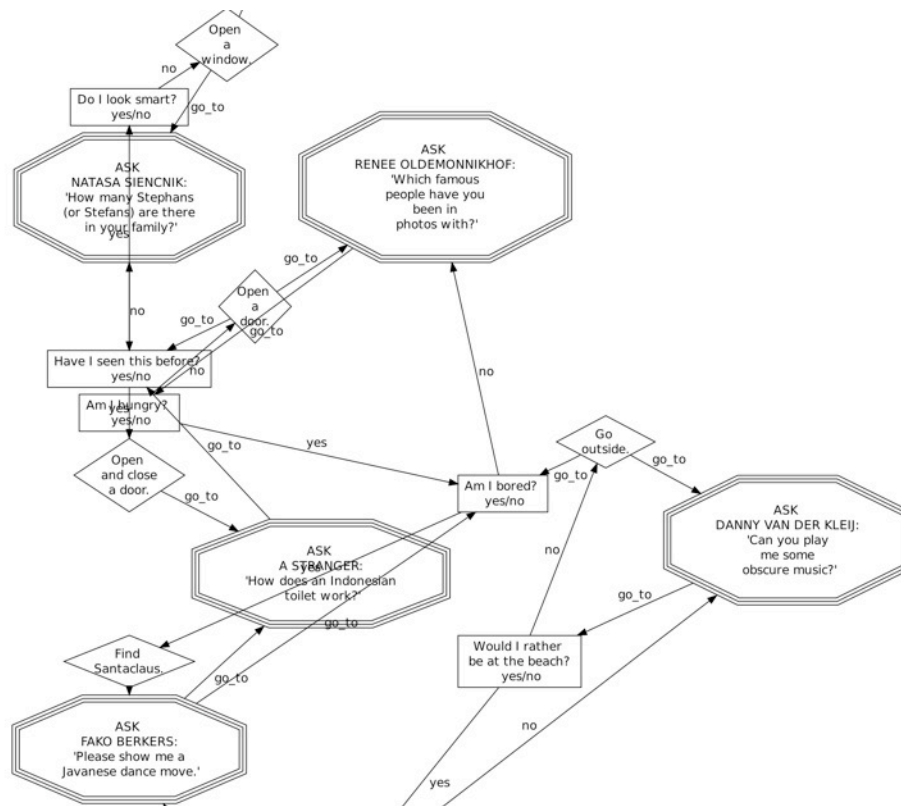 Open
a
window.
no
Do I look smart?
yes/no
go_to
ASK
NATASA SIENCNIK:
'How many Stephans
(or Stefans) are there
in your family?'
yes
ASK
RENEE OLDEMONNIKHOF:
'Which famous
people have you
been in
photos with?'
go_to
Open
a
door.
no
go_to
go_to
Have I seen this before?
yes/no
no
no
Am I hungry?
yes/no
yes
go_to
yes
Go
outside.
Open
and close
a door.
go_to
Am I bored?
yes/no
go_to
go_to
ASK
DANNY VAN DER KLEIJ:
'Can you play
me some
obscure music?'
no
ASK
A STRANGER:
'How does an Indonesian
toilet work?'
yes
go_to
go_to
Would I rather
be at the beach?
yes/no
Find
Santaclaus.
go_to
ASK
FAKO BERKERS:
'Please show me a
Javanese dance move.'
no
yes